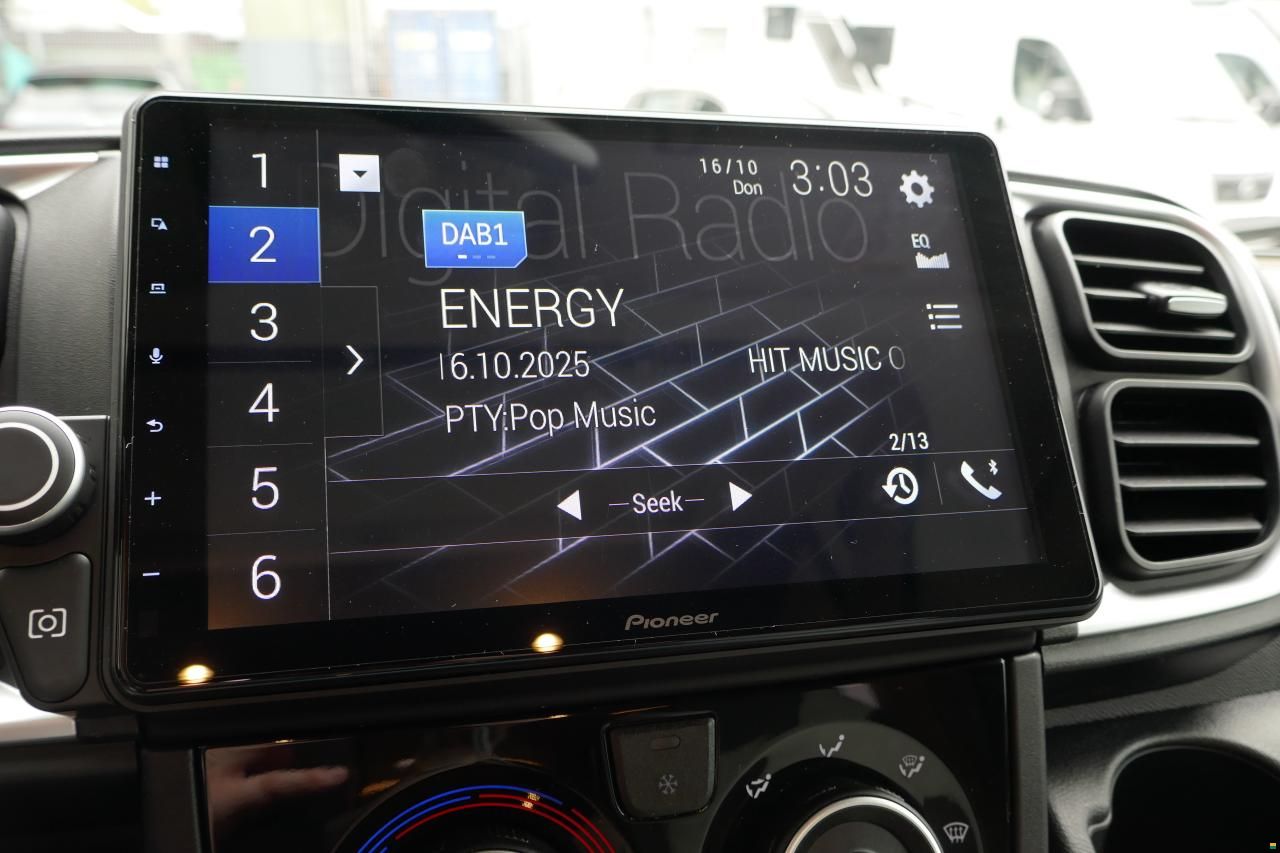 1
2
3
4
5
6
Digital Radio
16/10
Don
3:03
DAB1
EQ
ENERGY
16.10.2025
HIT MUSIC O
PTY:Pop Music
2/13
Seek
Pioneer